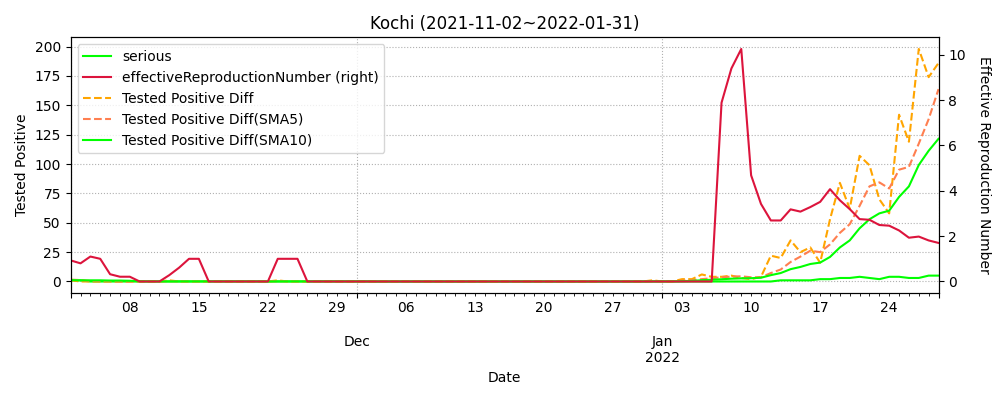 Kochi (2021-11-02~2022-01-31)
serious
effectiveReproductionNumber (right)
Tested Positive Diff
Tested Positive Diff(SMA5)
Tested Positive Diff(SMA10)
Tested Positive
200
175
150
125
100
75
50
25
0
Effective Reproduction Number
10
8
6
4
2
0
08 15 22 29 06 13 20 27 03 10 17 24
Dec Jan
2022
Date